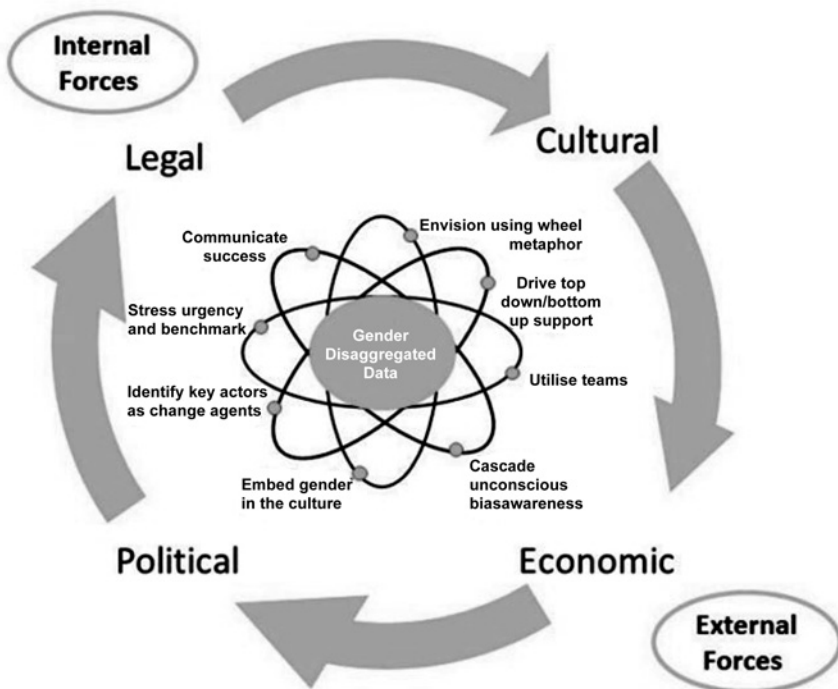 Internal
Forces
Legal
Cultural
Communicate
success
Envision using wheel
metaphor
Drive top
down/bottom
up support
Stress urgency
and benchmark
Gender
Disaggregated
Data
Utilise teams
Identify key actors
as change agents
Embed gender
in the culture
Cascade
unconscious
biasawareness
Political
Economic
External
Forces